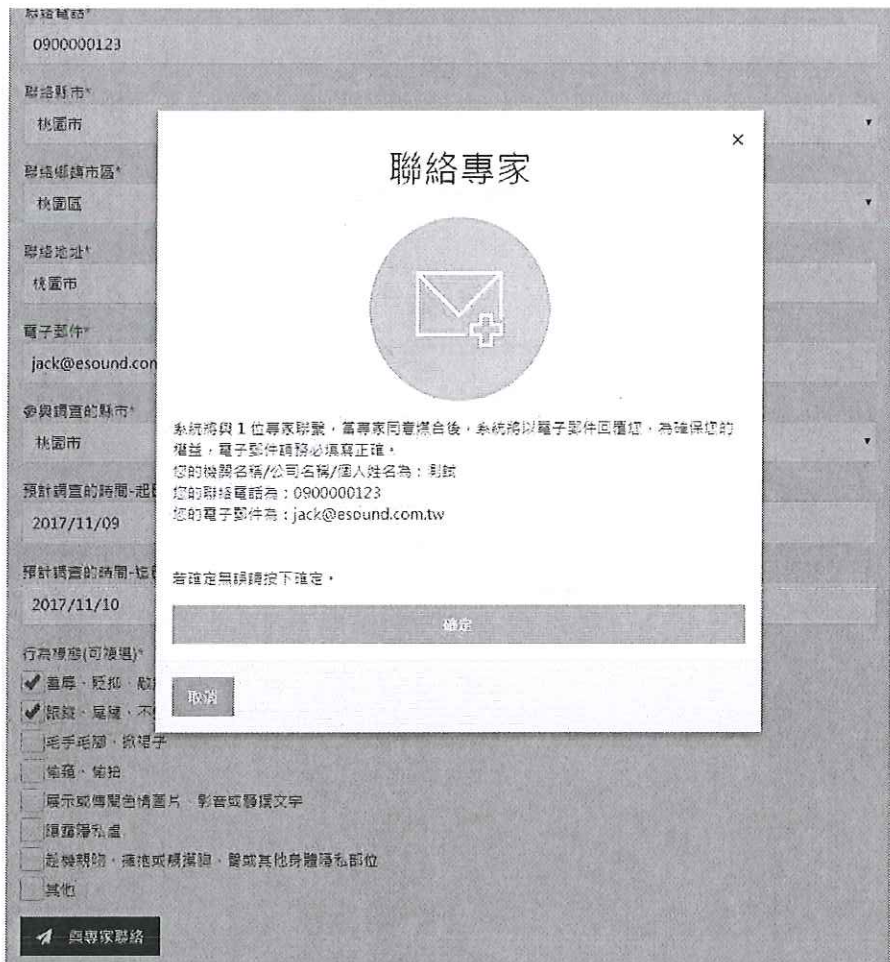 聯絡電話*
0900000123
聯絡縣市*
桃園市
聯絡鄉鎮市區*
桃園區
聯絡地址*
桃園市
電子郵件*
jack@esound.con
參與調查的縣市*
桃園市
預計調查的時間-起
2017/11/09
預計調查的時間-迄
2017/11/10
行為樣態(可複選)*
羞辱、貶抑、敵
跟蹤、尾隨、不
毛手毛腳、掀裙子
偷窺、偷拍
展示或傳閱色情圖片、影音或騷擾文字
暴露隱私處
趁機親吻、擁抱或觸摸胸、臀或其他身體隱私部位
其他
與專家聯絡
×
聯絡專家
系統將與 1 位專家聯繫，當專家同意媒合後，系統將以電子郵件回覆您，為確保您的
權益，電子郵件請務必填寫正確。
您的機關名稱/公司名稱/個人姓名為：測試
您的聯絡電話為：0900000123
您的電子郵件為：jack@esound.com.tw
若確定無誤請按下確定。
確定
取消